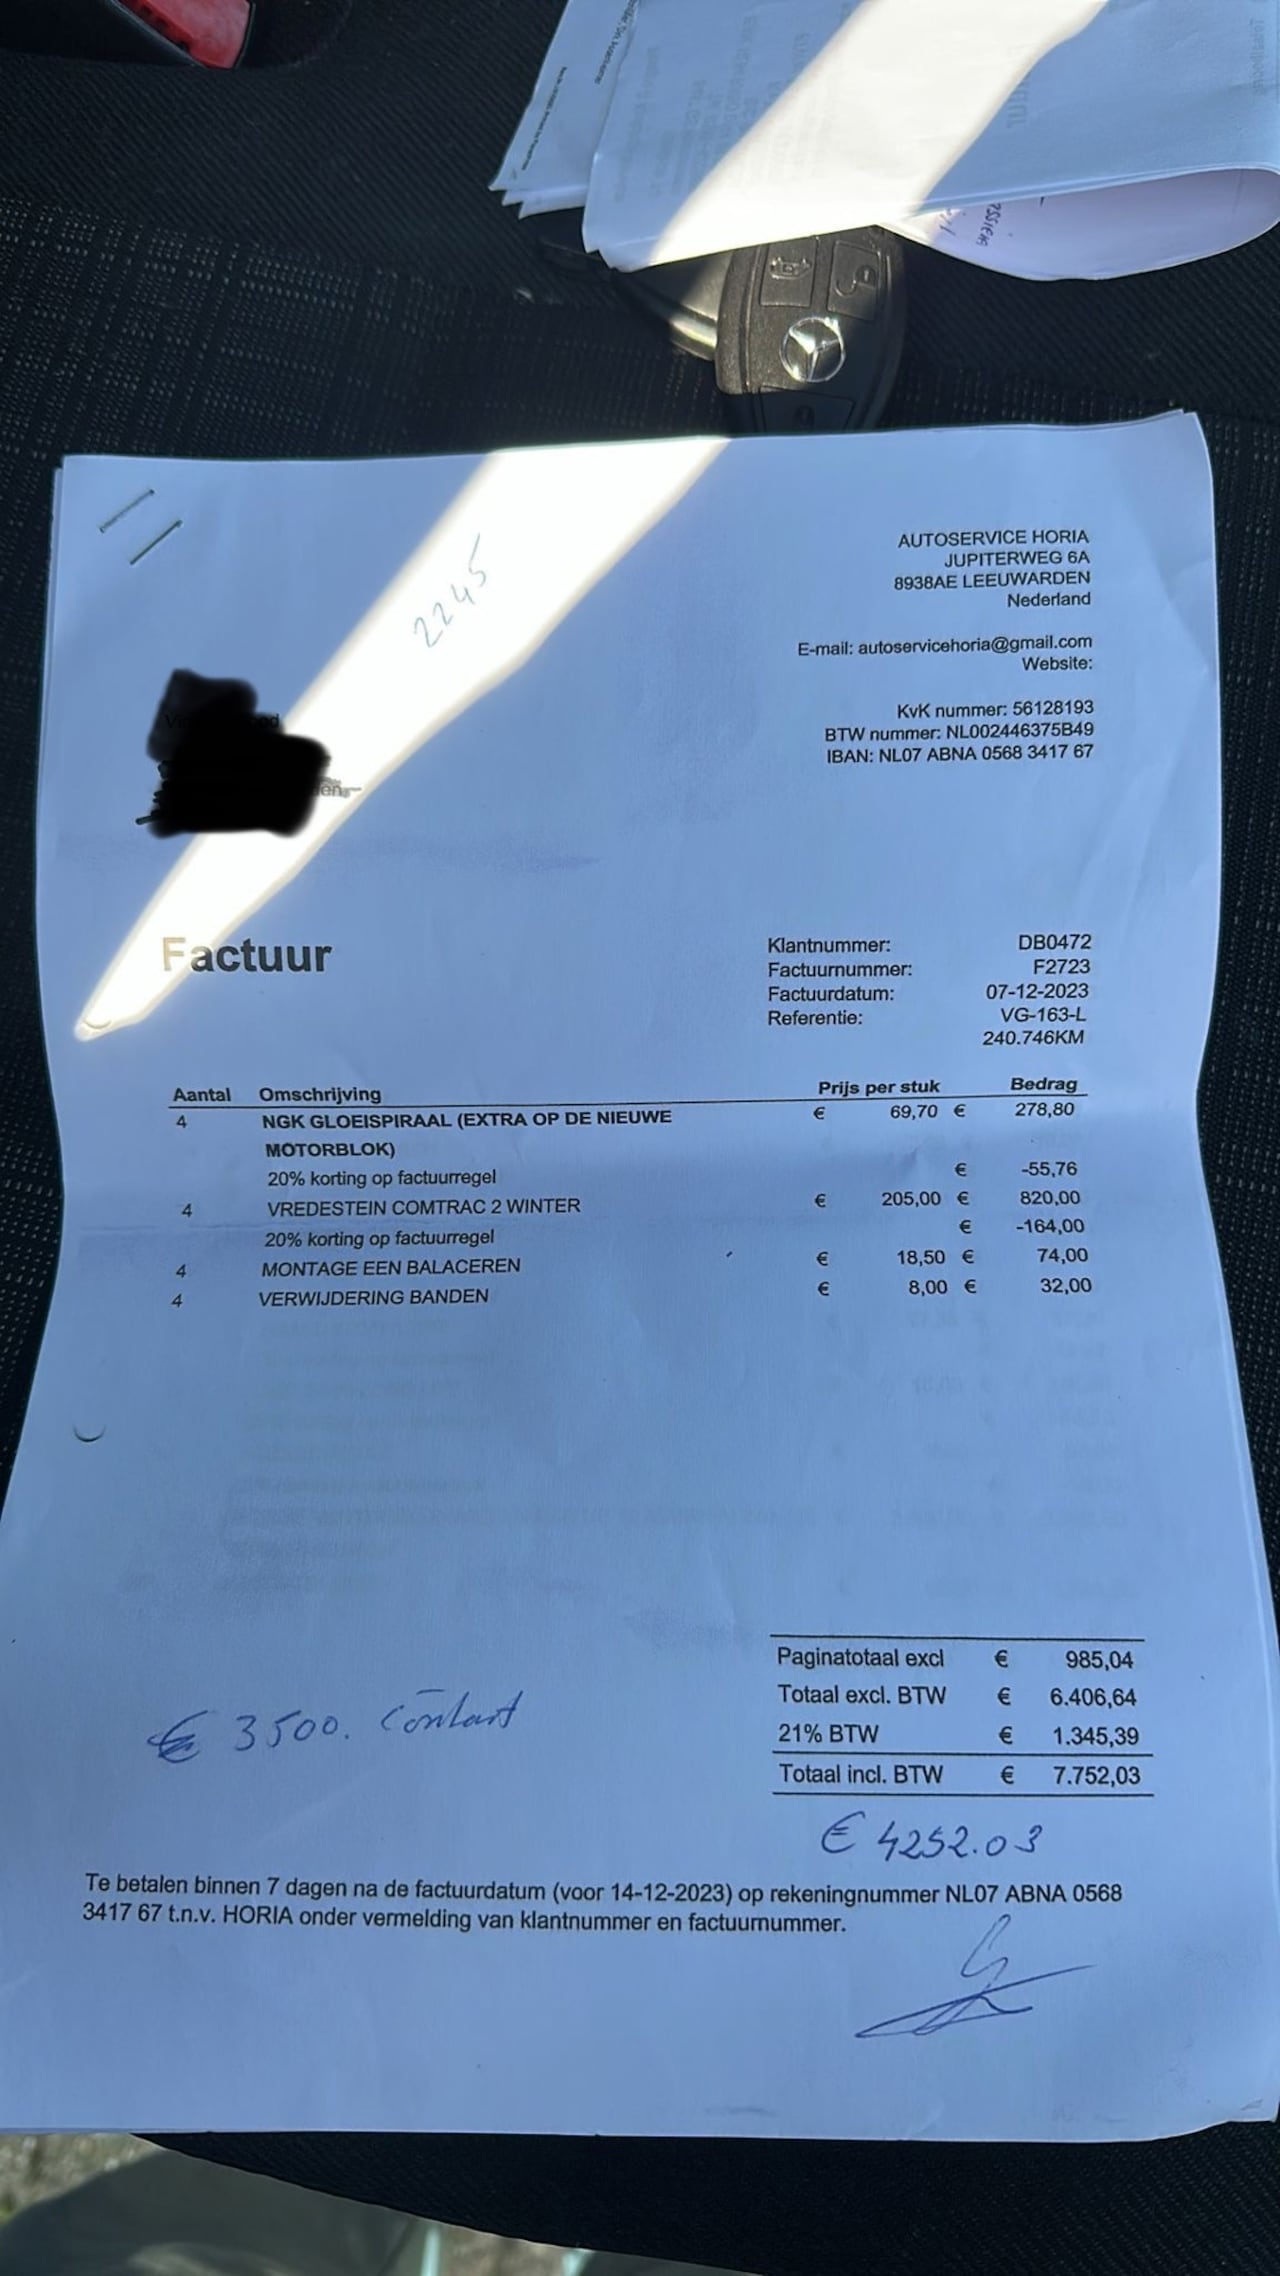 2245
AUTOSERVICE HORIA
JUPITERWEG 6A
8938AE LEEUWARDEN
Nederland
E-mail: autoservicehoria@gmail.com
Website:
KvK nummer: 56128193
BTW nummer: NL002446375B49
IBAN: NL07 ABNA 0568 3417 67
Factuur
Klantnummer: DB0472
Factuurnummer: F2723
Factuurdatum: 07-12-2023
Referentie: VG-163-L
240.746KM
Aantal Omschrijving Prijs per stuk Bedrag
4 NGK GLOEISPIRAAL (EXTRA OP DE NIEUWE € 69,70 € 278,80
MOTORBLOK)
20% korting op factuurregel € -55,76
4 VREDESTEIN COMTRAC 2 WINTER € 205,00 € 820,00
20% korting op factuurregel € -164,00
4 MONTAGE EEN BALACEREN € 18,50 € 74,00
4 VERWIJDERING BANDEN € 8,00 € 32,00
Paginatotaal excl € 985,04
Totaal excl. BTW € 6.406,64
21% BTW € 1.345,39
Totaal incl. BTW € 7.752,03
€ 3500. Contant
€ 4252.03
Te betalen binnen 7 dagen na de factuurdatum (voor 14-12-2023) op rekeningnummer NL07 ABNA 0568
3417 67 t.n.v. HORIA onder vermelding van klantnummer en factuurnummer.